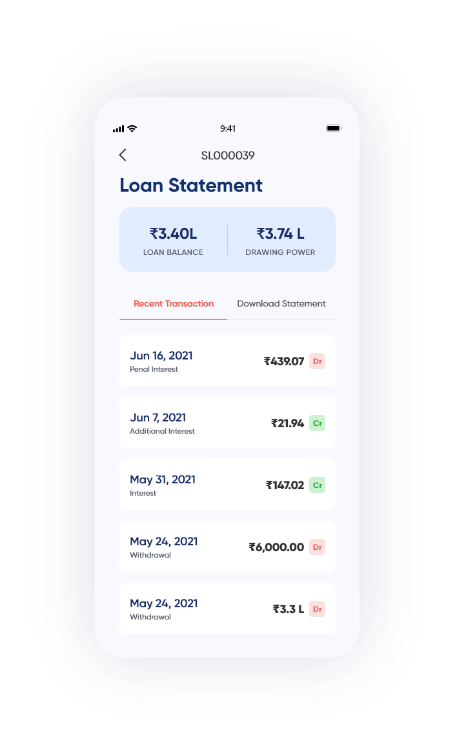 9:41
SL000039
Loan Statement
₹3.40L
LOAN BALANCE
₹3.74 L
DRAWING POWER
Recent Transaction
Download Statement
Jun 16, 2021
Penal Interest
₹439.07 Dr
Jun 7, 2021
Additional Interest
₹21.94 Cr
May 31, 2021
Interest
₹147.02 Cr
May 24, 2021
Withdrawal
₹6,000.00 Dr
May 24, 2021
Withdrawal
₹3.3 L Dr